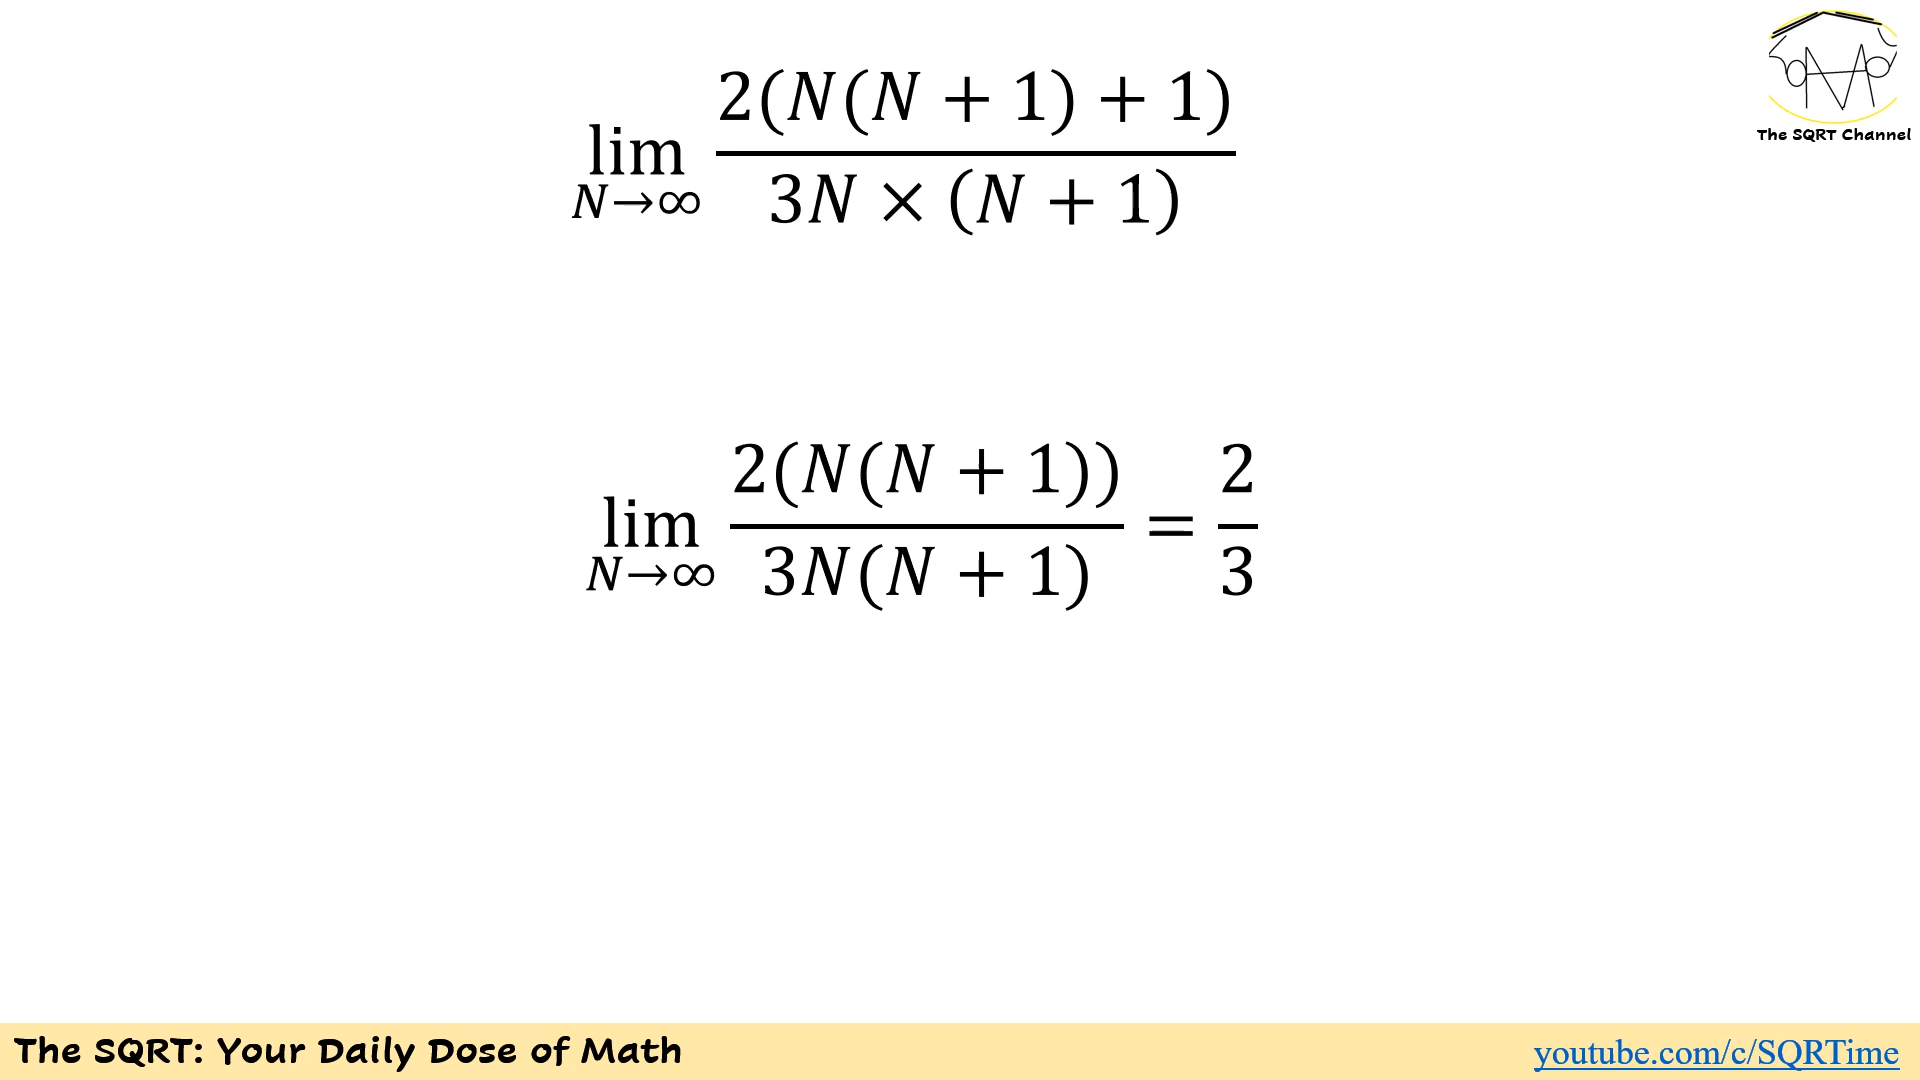 The SQRT Channel
lim N→∞ 2(N(N + 1) + 1) / 3N × (N + 1)
lim N→∞ 2(N(N + 1)) / 3N(N + 1) = 2/3
The SQRT: Your Daily Dose of Math
youtube.com/c/SQRTime